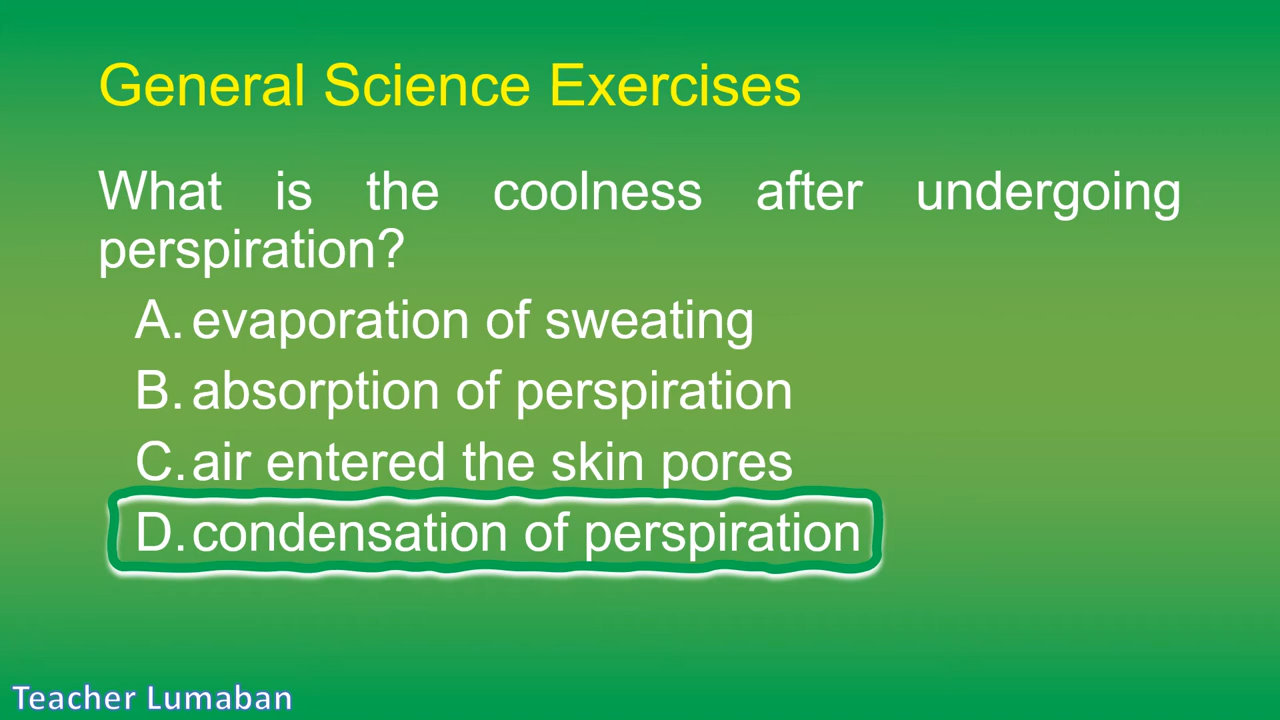 General Science Exercises
What is the coolness after undergoing
perspiration?
A. evaporation of sweating
B. absorption of perspiration
C. air entered the skin pores
D. condensation of perspiration
Teacher Lumaban